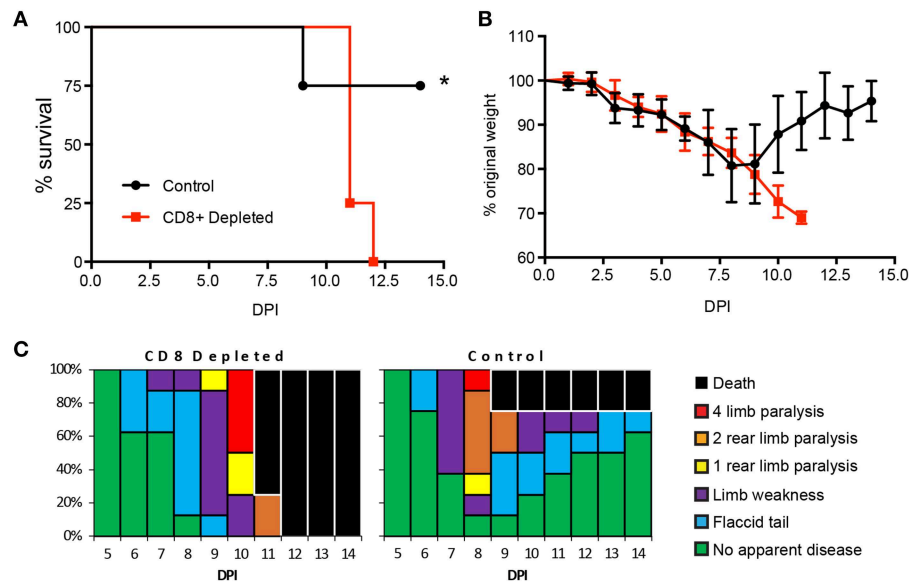 A
100
75
50
25
0
% survival
Control
CD8+ Depleted
*
0.0 2.5 5.0 7.5 10.0 12.5 15.0
DPI
B
110
100
90
80
70
60
% original weight
0.0 2.5 5.0 7.5 10.0 12.5 15.0
DPI
C
CD8 Depleted
100%
80%
60%
40%
20%
0%
5 6 7 8 9 10 11 12 13 14
DPI
Control
100%
80%
60%
40%
20%
0%
5 6 7 8 9 10 11 12 13 14
DPI
Death
4 limb paralysis
2 rear limb paralysis
1 rear limb paralysis
Limb weakness
Flaccid tail
No apparent disease